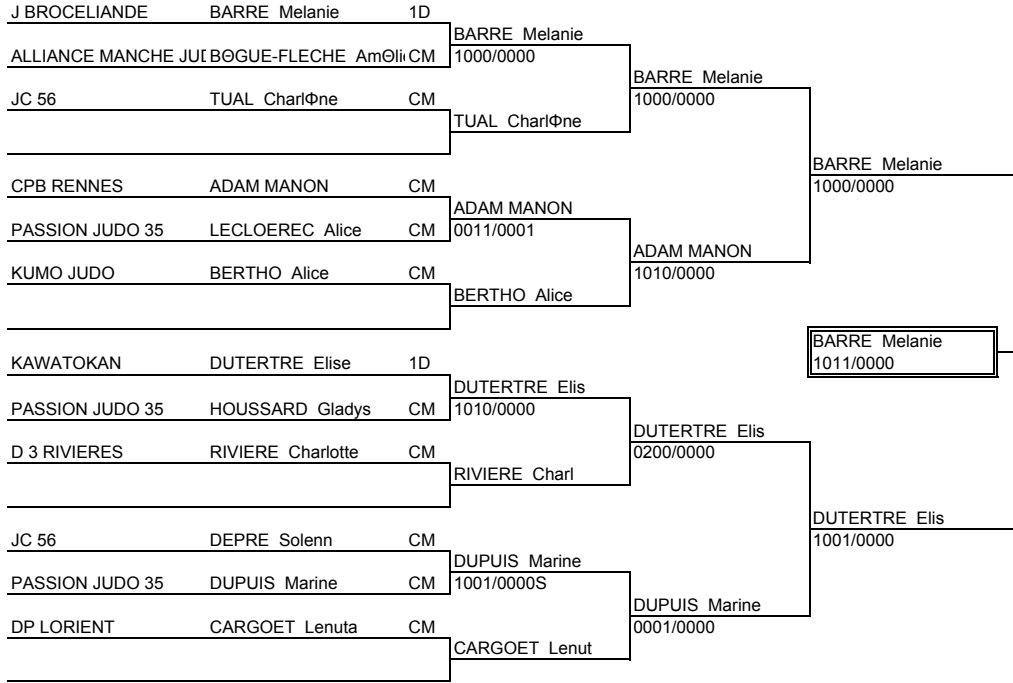 J BROCELIANDE BARRE Melanie 1D
BARRE Melanie
ALLIANCE MANCHE JUD BΘGUE-FLECHE AmΘli CM 1000/0000
BARRE Melanie
JC 56 TUAL CharlΦne CM 1000/0000
TUAL CharlΦne
BARRE Melanie
CPB RENNES ADAM MANON CM 1000/0000
ADAM MANON
PASSION JUDO 35 LECLOEREC Alice CM 0011/0001
ADAM MANON
KUMO JUDO BERTHO Alice CM 1010/0000
BERTHO Alice
BARRE Melanie
KAWATOKAN DUTERTRE Elise 1D 1011/0000
DUTERTRE Elis
PASSION JUDO 35 HOUSSARD Gladys CM 1010/0000
DUTERTRE Elis
D 3 RIVIERES RIVIERE Charlotte CM 0200/0000
RIVIERE Charl
DUTERTRE Elis
JC 56 DEPRE Solenn CM 1001/0000
DUPUIS Marine
PASSION JUDO 35 DUPUIS Marine CM 1001/0000S
DUPUIS Marine
DP LORIENT CARGOET Lenuta CM 0001/0000
CARGOET Lenut